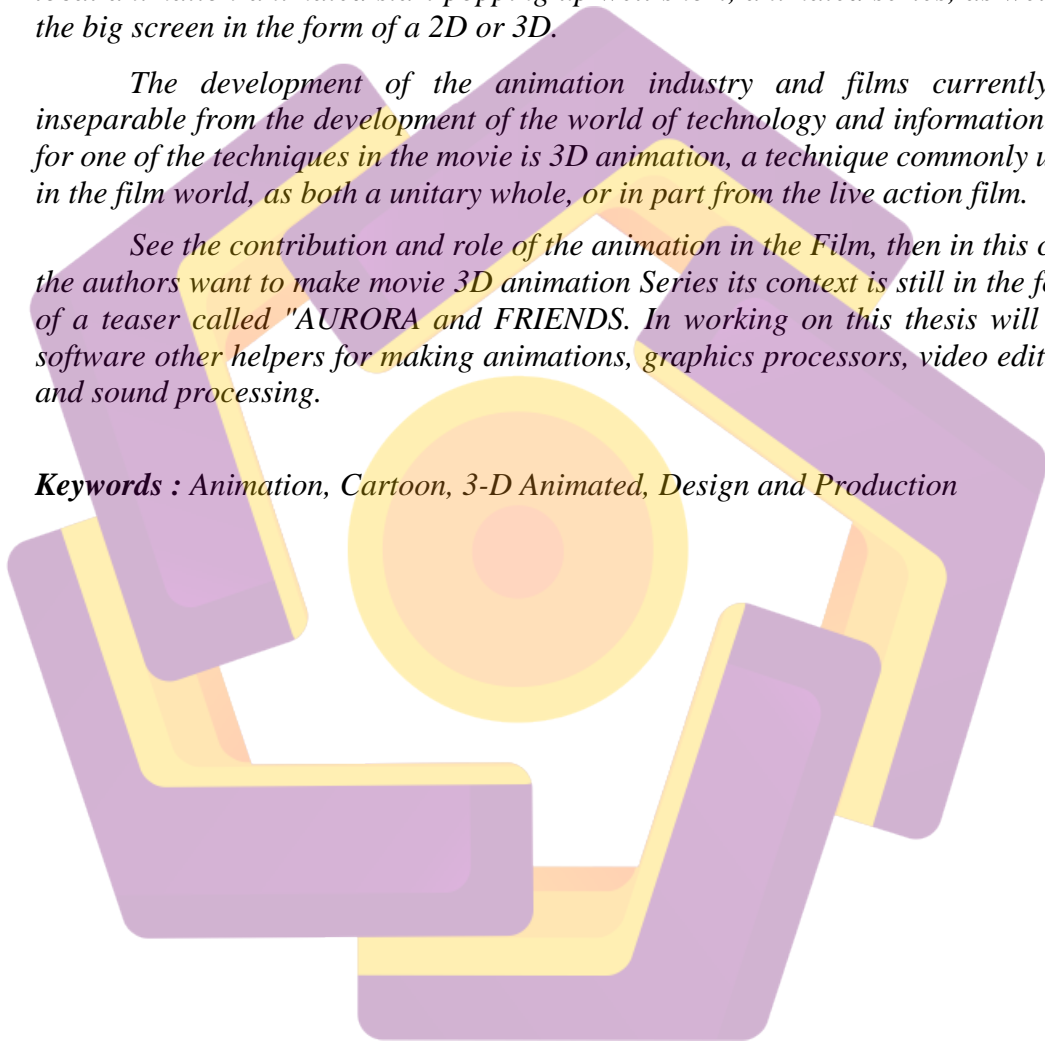 the big screen in the form of a 2D or 3D.
The development of the animation industry and films currently
inseparable from the development of the world of technology and information
for one of the techniques in the movie is 3D animation, a technique commonly
in the film world, as both a unitary whole, or in part from the live action film.
See the contribution and role of the animation in the Film, then in this
the authors want to make movie 3D animation Series its context is still in the
of a teaser called "AURORA and FRIENDS. In working on this thesis will
software other helpers for making animations, graphics processors, video
and sound processing.
Keywords : Animation, Cartoon, 3-D Animated, Design and Production